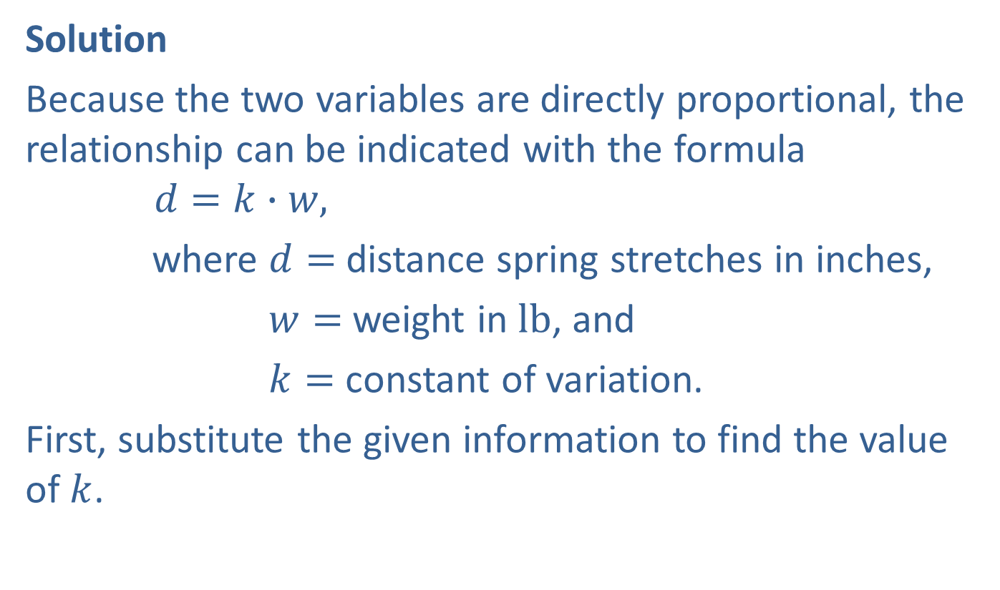 Solution
Because the two variables are directly proportional, the
relationship can be indicated with the formula
d = k · w,
where d = distance spring stretches in inches,
w = weight in lb, and
k = constant of variation.
First, substitute the given information to find the value
of k.